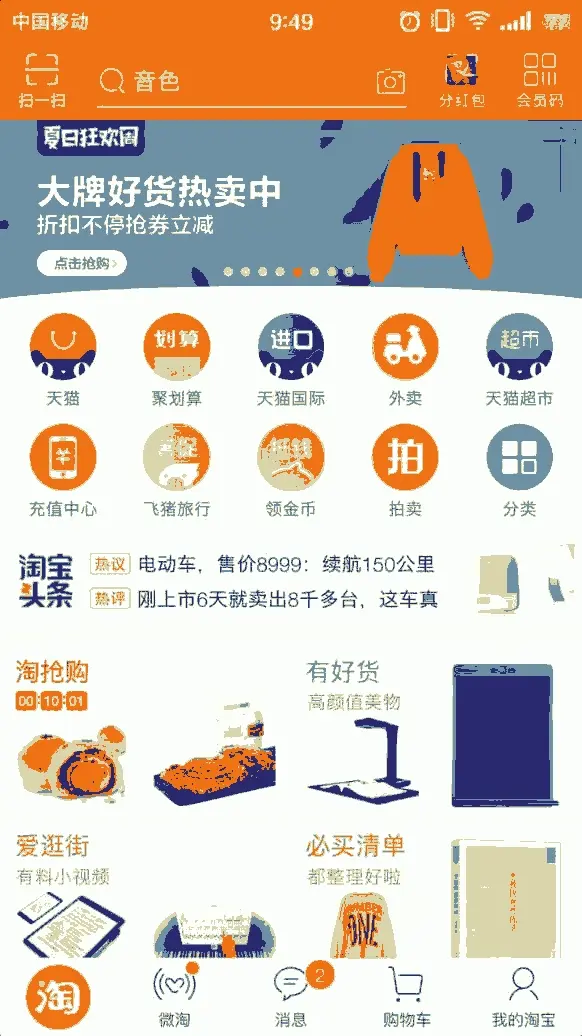 中国移动
9:49
扫一扫
音色
分红包
会员码
夏日狂欢周
大牌好货热卖中
折扣不停抢券立减
点击抢购
天猫
划算
聚划算
进口
天猫国际
外卖
超市
天猫超市
充值中心
飞猪旅行
领金币
拍
拍卖
分类
淘宝头条
热议
电动车，售价8999：续航150公里
热评
刚上市6天就卖出8千多台，这车真
淘抢购
00:10:01
有好货
高颜值美物
爱逛街
有料小视频
必买清单
都整理好啦
ONE
淘
微淘
2
消息
购物车
我的淘宝